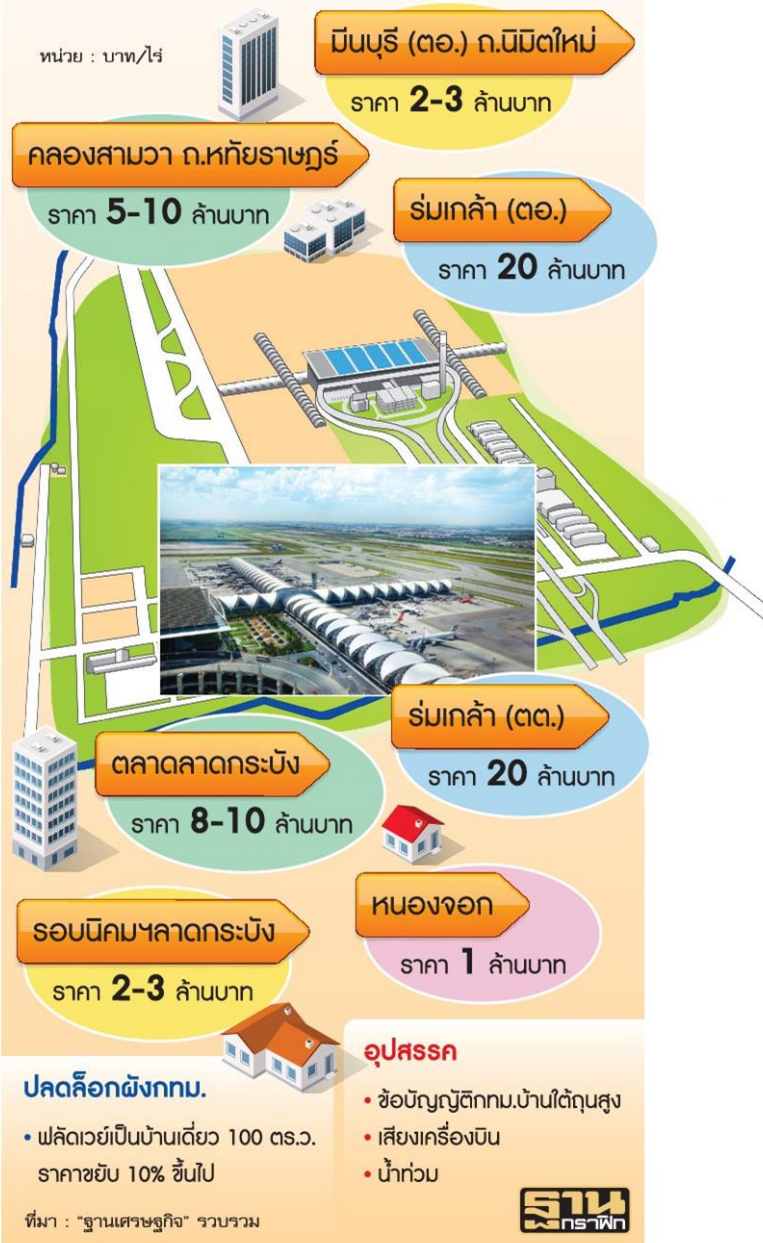 หน่วย : บาท/ไร่
มีนบุรี (ตอ.) ถ.นิมิตใหม่
ราคา 2-3 ล้านบาท
คลองสามวา ถ.หทัยราษฎร์
ราคา 5-10 ล้านบาท
ร่มเกล้า (ตอ.)
ราคา 20 ล้านบาท
ร่มเกล้า (ตต.)
ราคา 20 ล้านบาท
ตลาดลาดกระบัง
ราคา 8-10 ล้านบาท
หนองจอก
ราคา 1 ล้านบาท
รอบนิคมฯลาดกระบัง
ราคา 2-3 ล้านบาท
ปลดล็อกผังกทม.
• ฟลัดเวย์เป็นบ้านเดี่ยว 100 ตร.ว.
ราคาขยับ 10% ขึ้นไป
ที่มา : "ฐานเศรษฐกิจ" รวบรวม
อุปสรรค
• ข้อบัญญัติกทม.บ้านใต้ถุนสูง
• เสียงเครื่องบิน
• น้ำท่วม
ฐาน
กราฟิก